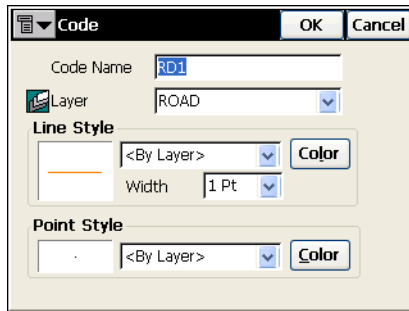 Code OK Cancel
Code Name RD1
Layer ROAD
Line Style
<By Layer> Color
Width 1 Pt
Point Style
<By Layer> Color